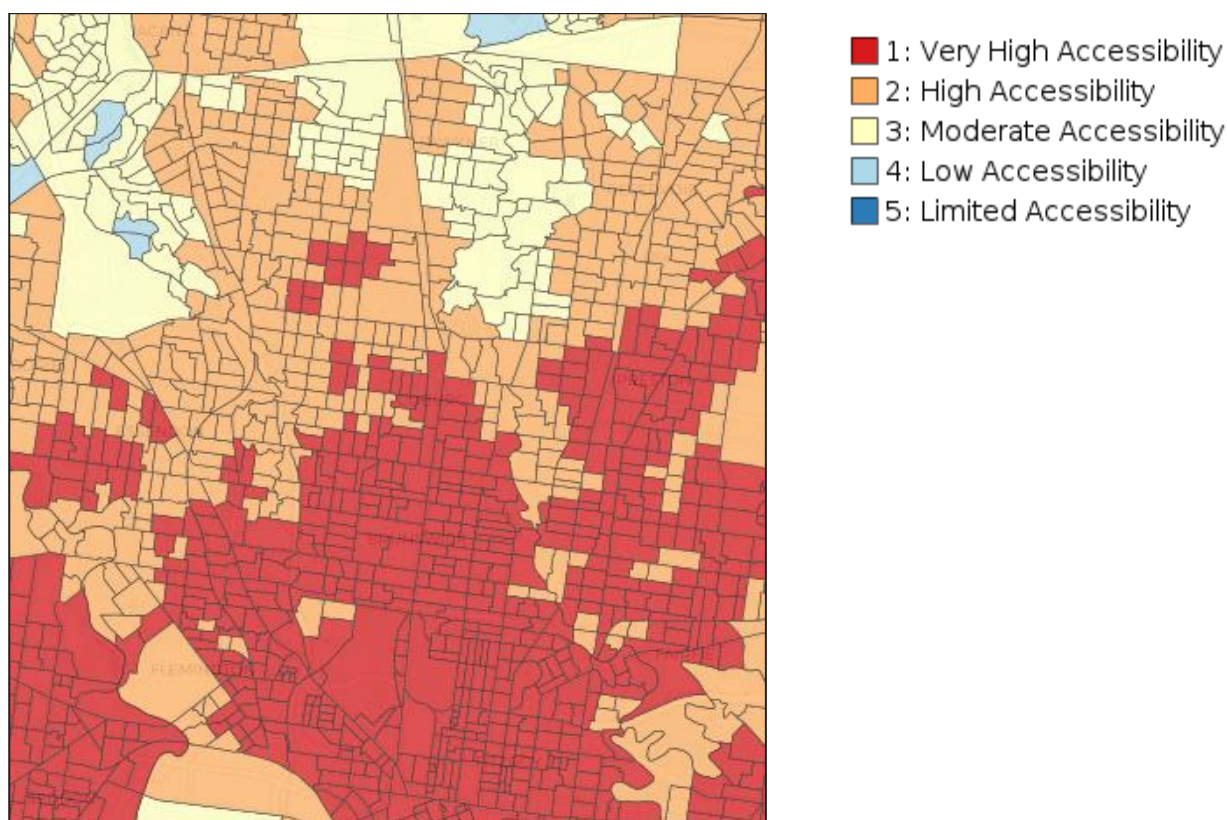 1: Very High Accessibility
2: High Accessibility
3: Moderate Accessibility
4: Low Accessibility
5: Limited Accessibility